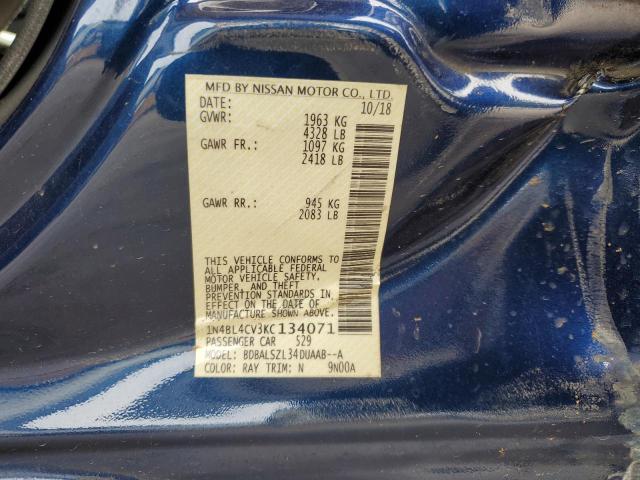 MFD BY NISSAN MOTOR CO., LTD.
DATE: 10/18
GVWR: 1963 KG
4328 LB
GAWR FR.: 1097 KG
2418 LB
GAWR RR.: 945 KG
2083 LB
THIS VEHICLE CONFORMS TO
ALL APPLICABLE FEDERAL
MOTOR VEHICLE SAFETY,
BUMPER, AND THEFT
PREVENTION STANDARDS IN
EFFECT ON THE DATE OF
MANUFACTURE SHOWN ABOVE.
1N4BL4CV3KC134071
PASSENGER CAR 529
MODEL: BDBALSZL34DUAAB--A
COLOR: RAY TRIM: N 9N00A